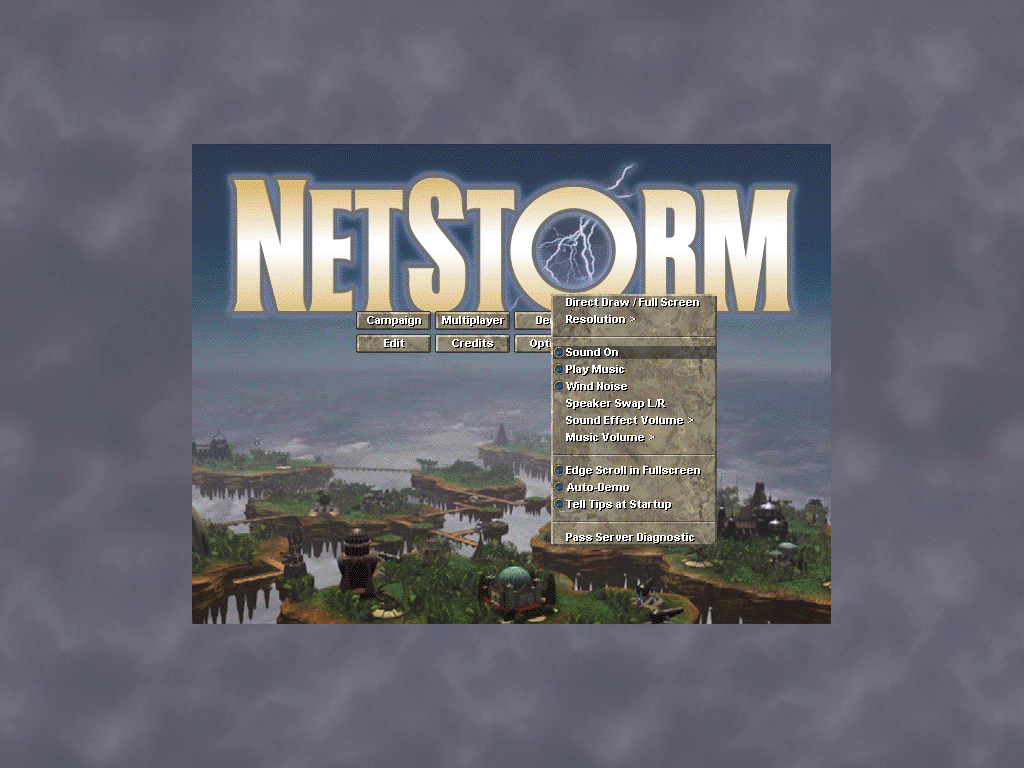 NETSTORM
Campaign
Multiplayer
Edit
Credits
Direct Draw / Full Screen
Resolution >
Sound On
Play Music
Wind Noise
Speaker Swap L/R
Sound Effect Volume >
Music Volume >
Edge Scroll in Fullscreen
Auto-Demo
Tell Tips at Startup
Pass Server Diagnostic